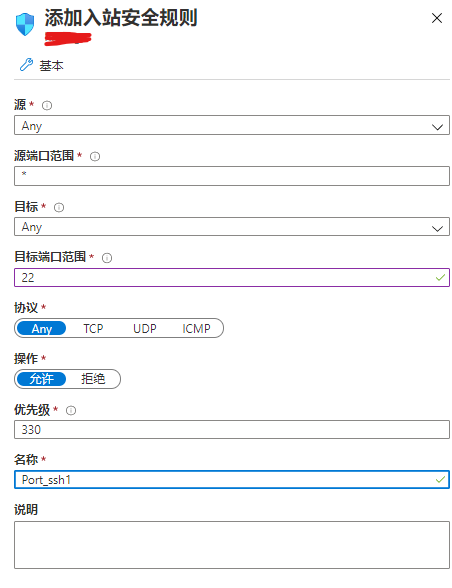 添加入站安全规则
基本
源 *
Any
源端口范围 *
*
目标 *
Any
目标端口范围 *
22
协议 *
Any TCP UDP ICMP
操作 *
允许 拒绝
优先级 *
330
名称 *
Port_ssh1
说明